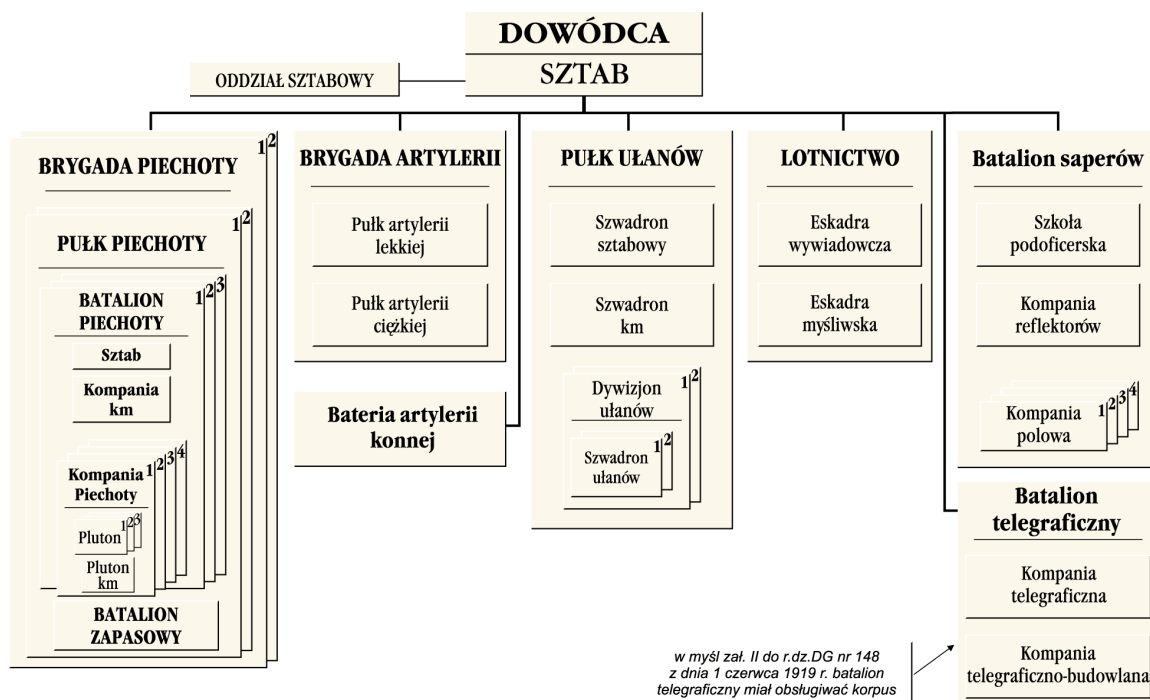 DOWÓDCA
SZTAB
ODDZIAŁ SZTABOWY
BRYGADA PIECHOTY
1 2
PUŁK PIECHOTY
1 2
BATALION
PIECHOTY
1 2 3
Sztab
Kompania
km
Kompania
Piechoty
1 2 3 4
Pluton
1 2 3
Pluton
km
BATALION
ZAPASOWY
BRYGADA ARTYLERII
Pułk artylerii
lekkiej
Pułk artylerii
ciężkiej
Bateria artylerii
konnej
PUŁK UŁANÓW
Szwadron
sztabowy
Szwadron
km
Dywizjon
ułanów
1 2
Szwadron
ułanów
1 2
LOTNICTWO
Eskadra
wywiadowcza
Eskadra
myśliwska
Batalion saperów
Szkoła
podoficerska
Kompania
reflektorów
Kompania
polowa
1 2 3 4
Batalion
telegraficzny
Kompania
telegraficzna
Kompania
telegraficzno-budowlana
w myśl zał. II do r.dz.DG nr 148
z dnia 1 czerwca 1919 r. batalion
telegraficzny miał obsługiwać korpus